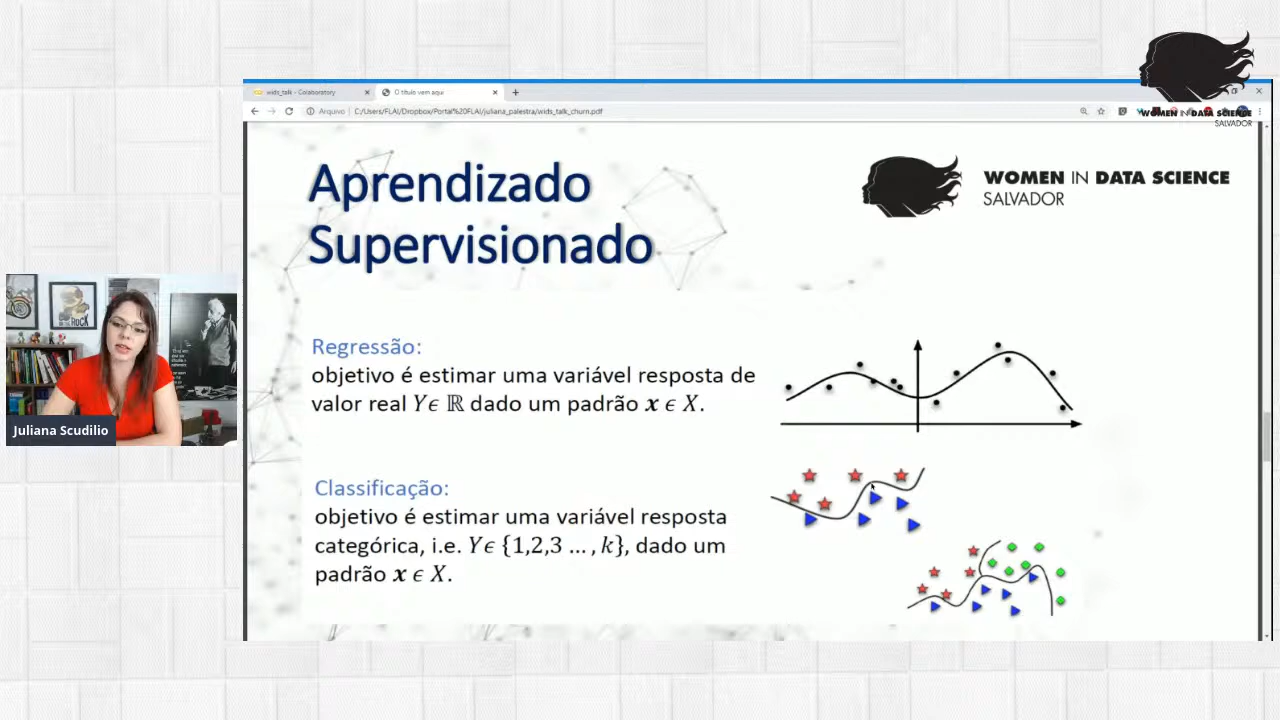 WOMEN IN DATA SCIENCE
SALVADOR
wids_talk - Colaboratory
O título vem aqui
Arquivo
C:/Users/FLAI/Dropbox/Portal%20FLAI/juliana_palestra/wids_talk_churn.pdf
Aprendizado
Supervisionado
WOMEN IN DATA SCIENCE
SALVADOR
Regressão:
objetivo é estimar uma variável resposta de
valor real Y ϵ ℝ dado um padrão x ϵ X.
Classificação:
objetivo é estimar uma variável resposta
categórica, i.e. Y ϵ {1,2,3 … , k}, dado um
padrão x ϵ X.
Juliana Scudilio